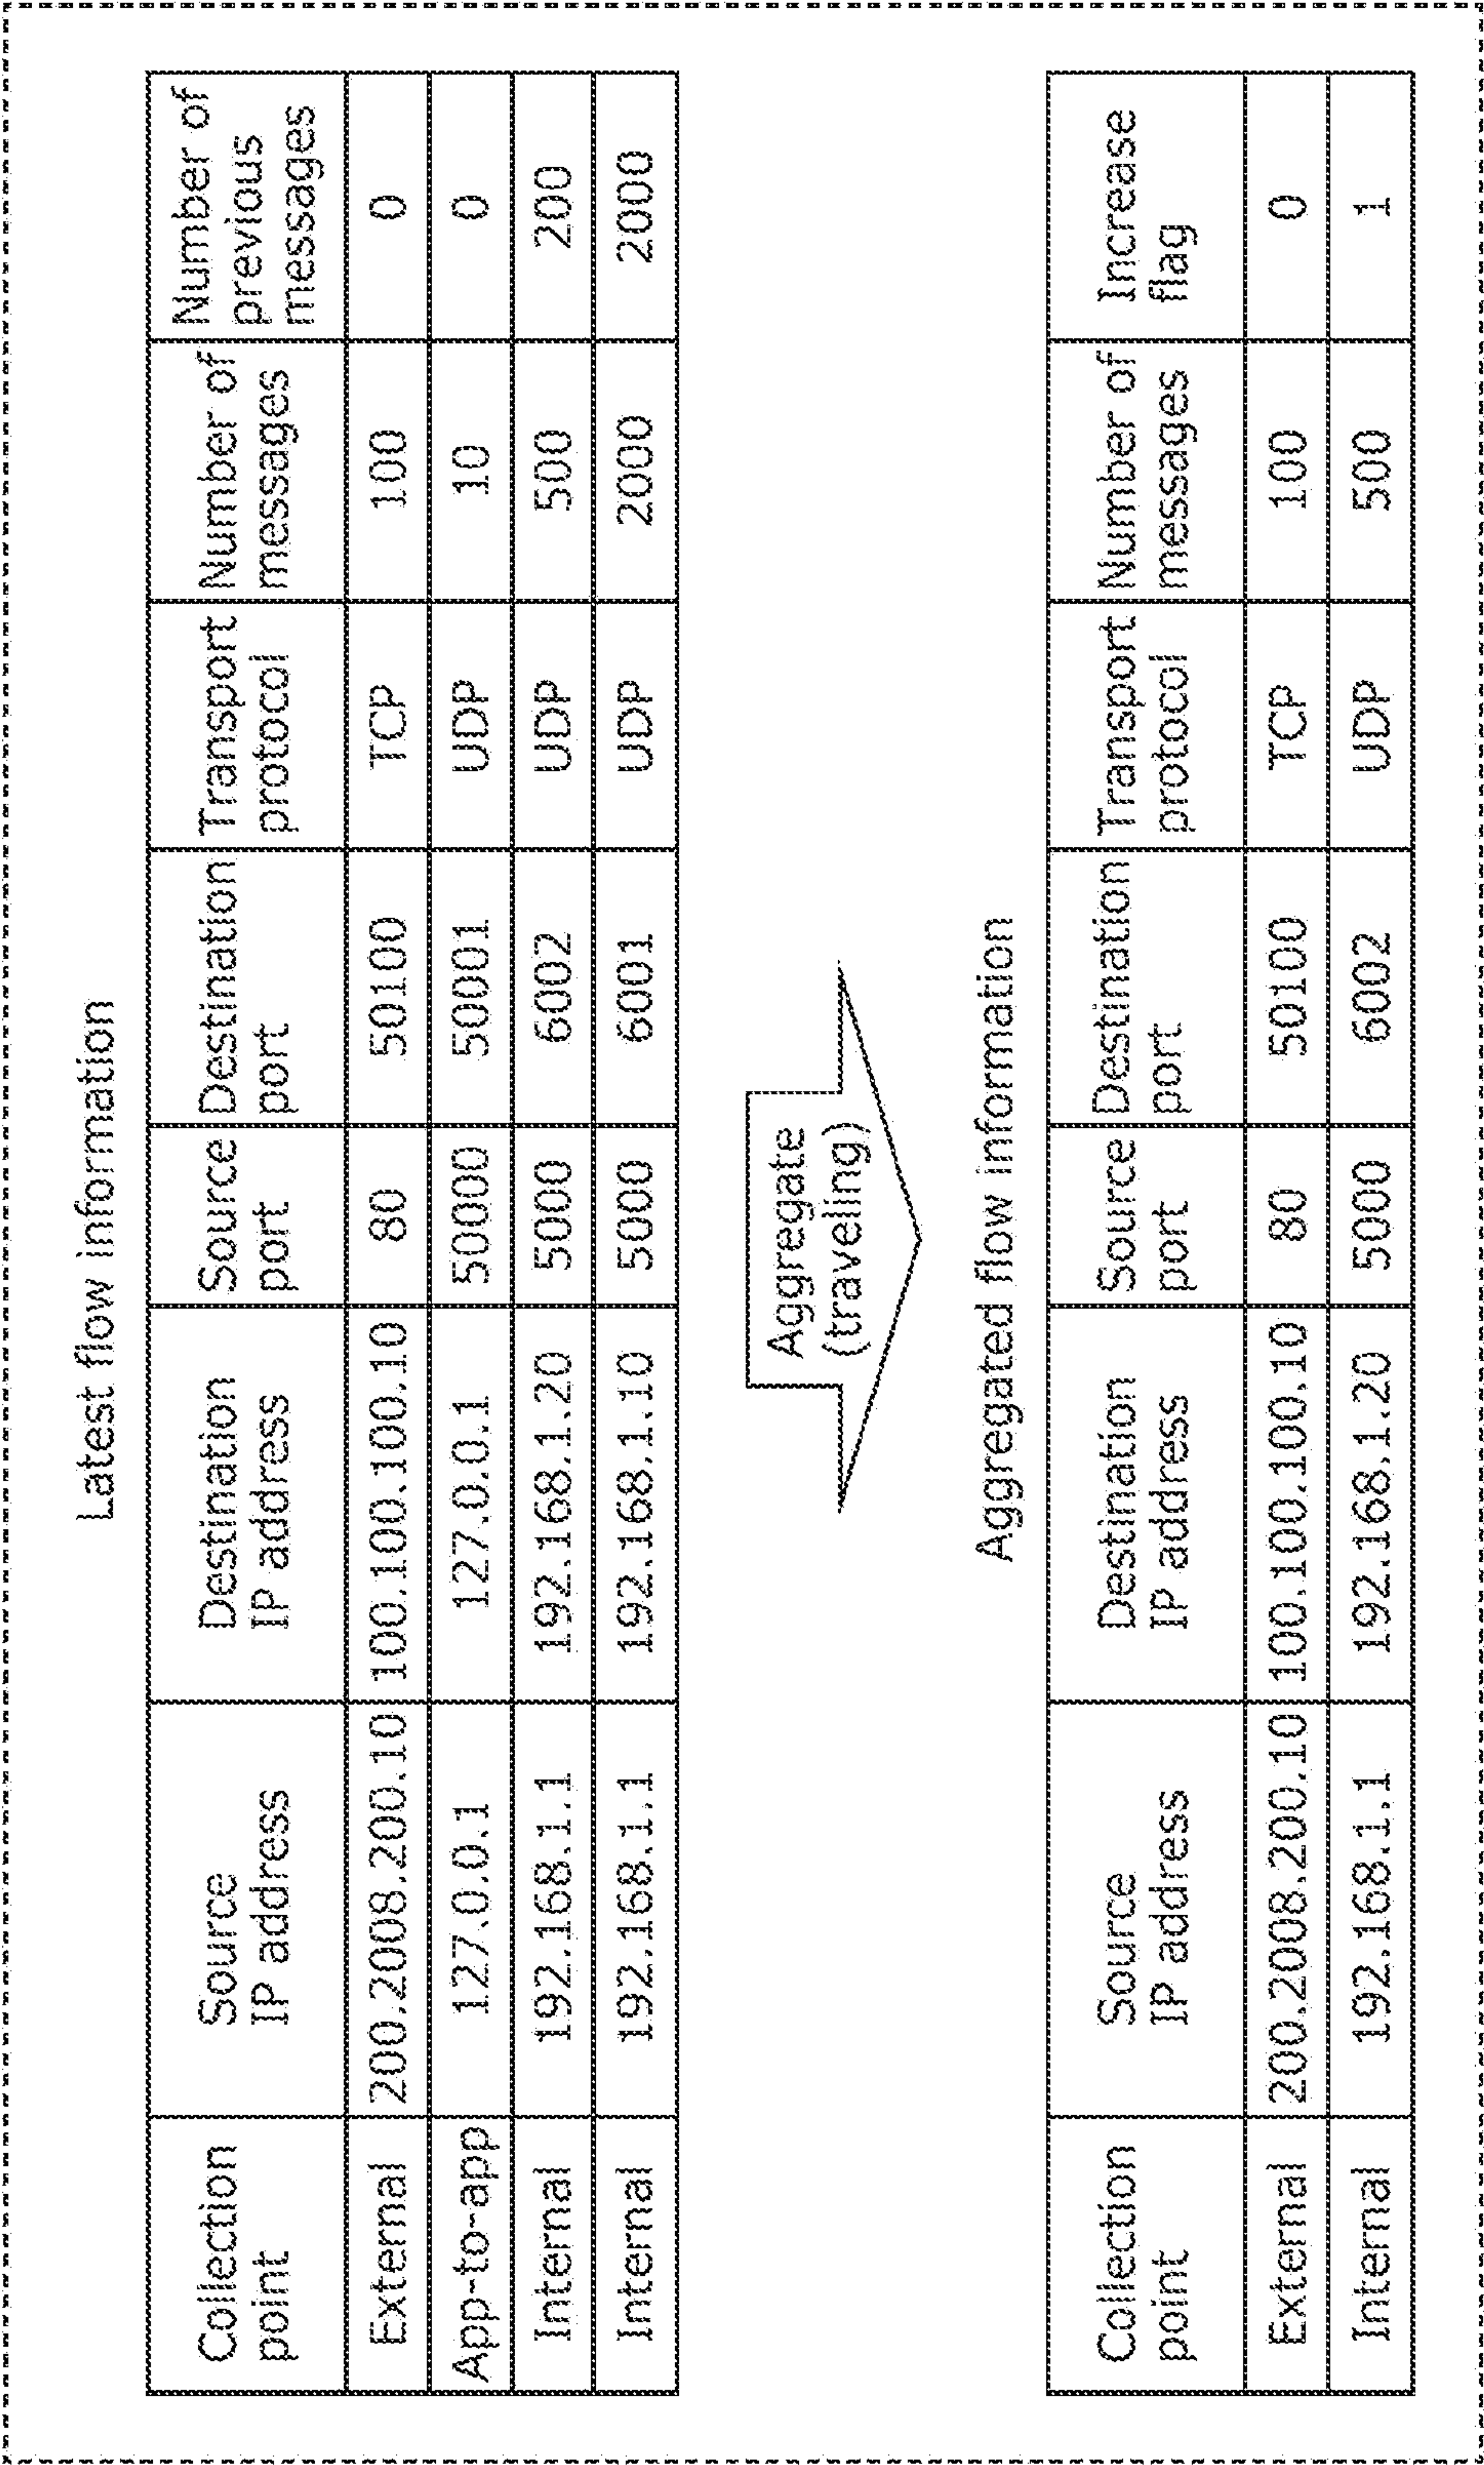 Latest flow information
Collection point Source IP address Destination IP address Source port Destination port Transport protocol Number of messages Number of previous messages
External 200.2008.200.10 100.100.100.10 80 50100 TCP 100 0
App-to-app 127.0.0.1 127.0.0.1 50000 50001 UDP 10 0
Internal 192.168.1.1 192.168.1.20 5000 6002 UDP 500 200
Internal 192.168.1.1 192.168.1.10 5000 6001 UDP 2000 2000
Aggregate
(traveling)
Aggregated flow information
Collection point Source IP address Destination IP address Source port Destination port Transport protocol Number of messages Increase flag
External 200.2008.200.10 100.100.100.10 80 50100 TCP 100 0
Internal 192.168.1.1 192.168.1.20 5000 6002 UDP 500 1